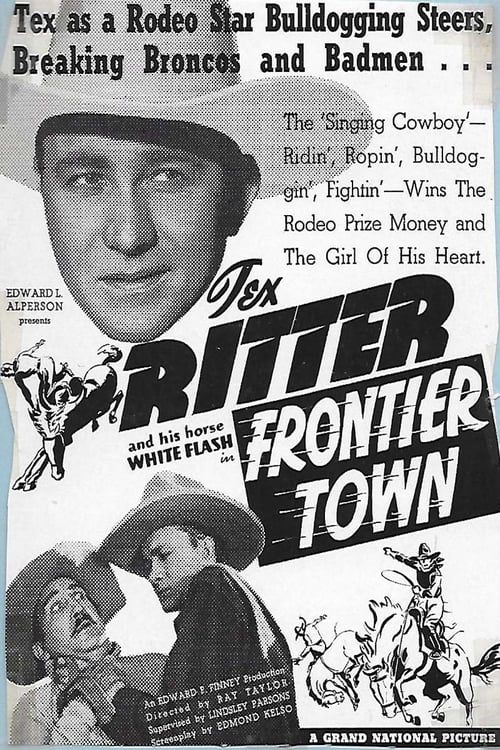 Tex as a Rodeo Star Bulldogging Steers,
Breaking Broncos and Badmen . . .
The 'Singing Cowboy'—
Ridin', Ropin', Bulldog-
gin', Fightin'—Wins The
Rodeo Prize Money and
The Girl Of His Heart.
EDWARD L.
ALPERSON
presents
Tex
RITTER
and his horse
WHITE FLASH
in
FRONTIER
TOWN
An EDWARD F. FINNEY Production
Directed by RAY TAYLOR
Supervised by LINDSLEY PARSONS
Screenplay by EDMOND KELSO
A GRAND NATIONAL PICTURE